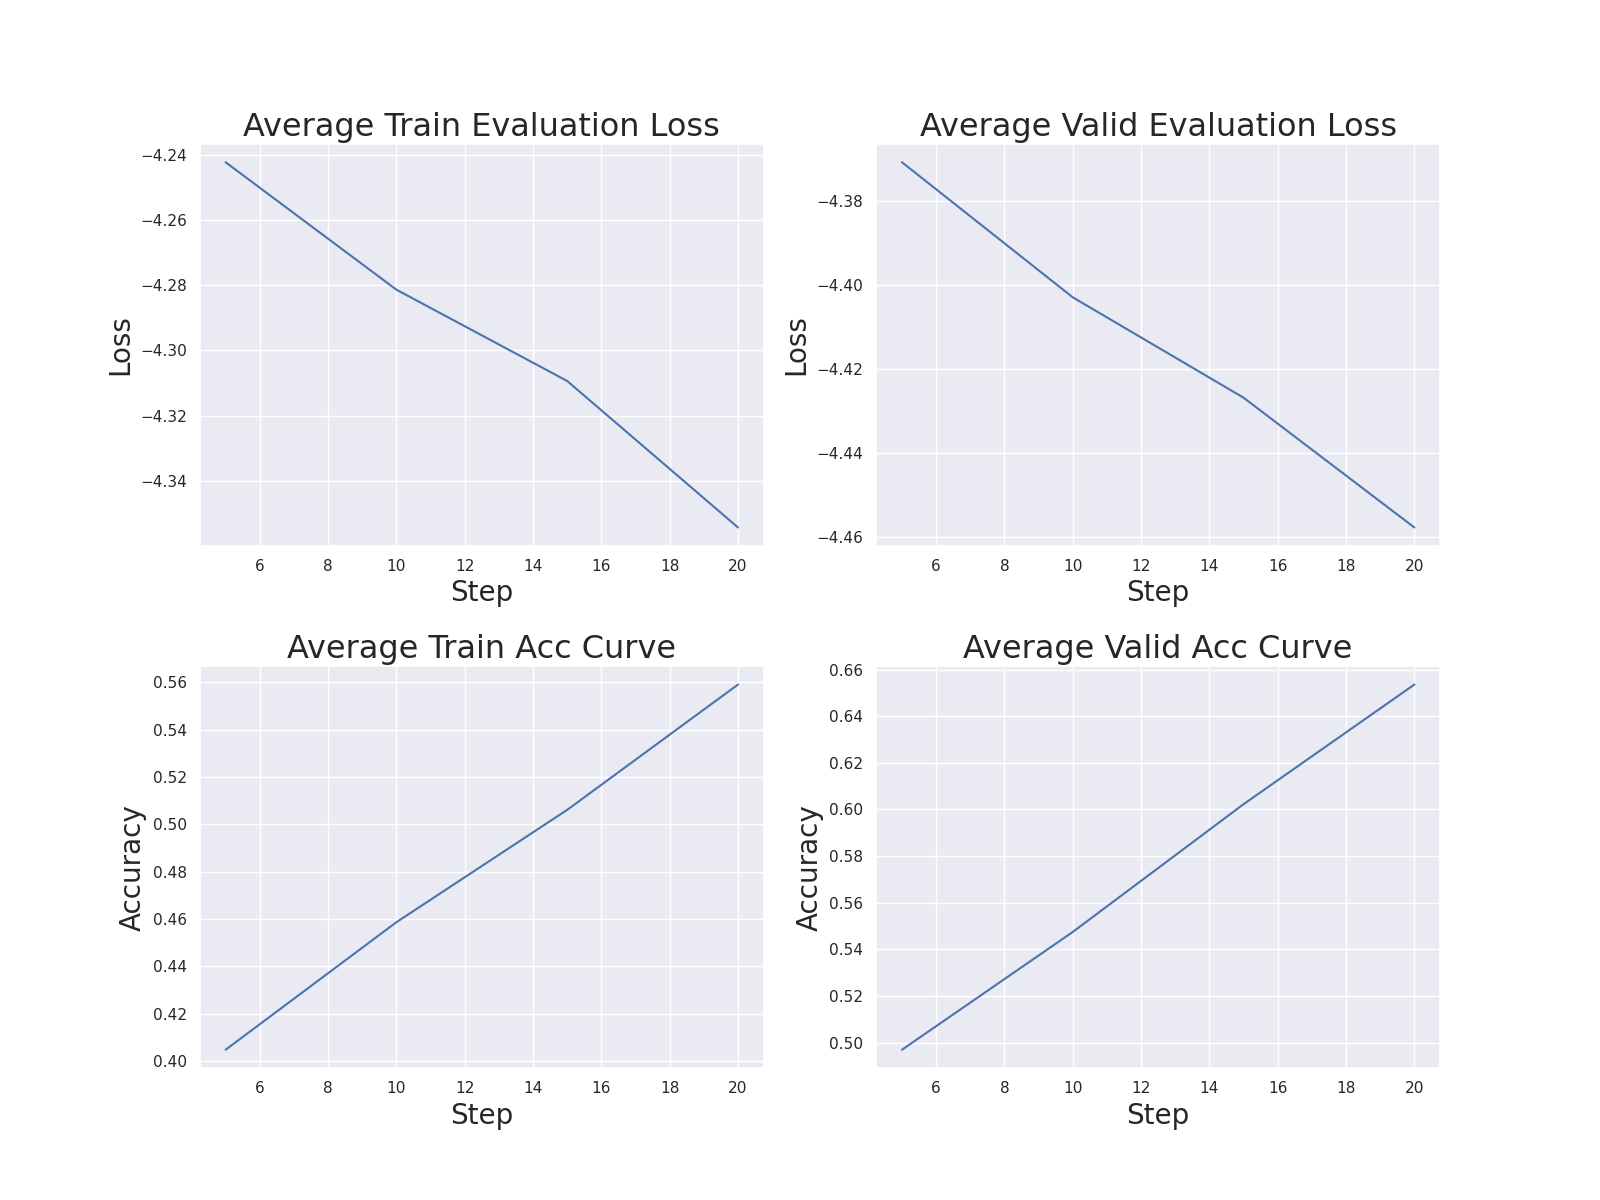 Average Train Evaluation Loss
Loss
−4.24
−4.26
−4.28
−4.30
−4.32
−4.34
6 8 10 12 14 16 18 20
Step
Average Valid Evaluation Loss
Loss
−4.38
−4.40
−4.42
−4.44
−4.46
6 8 10 12 14 16 18 20
Step
Average Train Acc Curve
Accuracy
0.56
0.54
0.52
0.50
0.48
0.46
0.44
0.42
0.40
6 8 10 12 14 16 18 20
Step
Average Valid Acc Curve
Accuracy
0.66
0.64
0.62
0.60
0.58
0.56
0.54
0.52
0.50
6 8 10 12 14 16 18 20
Step